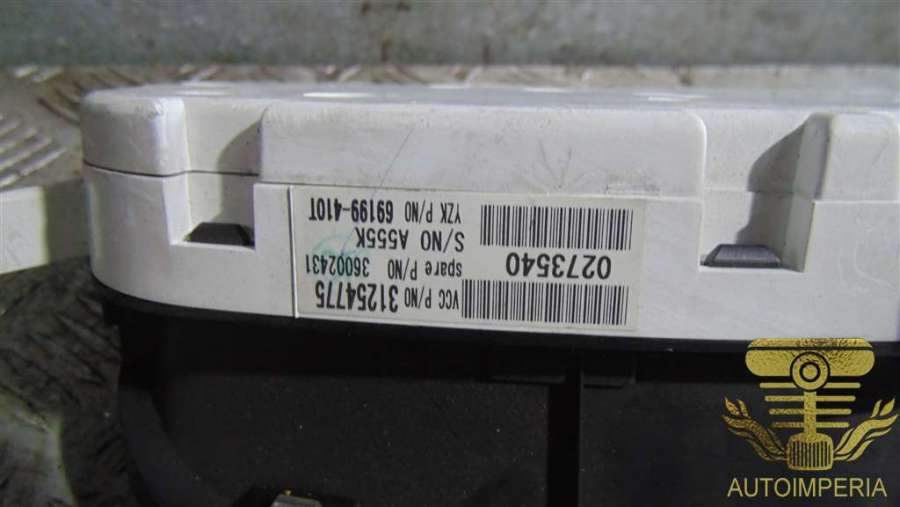 VCC P/NO 31254775
spare P/NO 36002431
0273540
S/NO A555K
YZK P/NO 69199-410T
AUTOIMPERIA